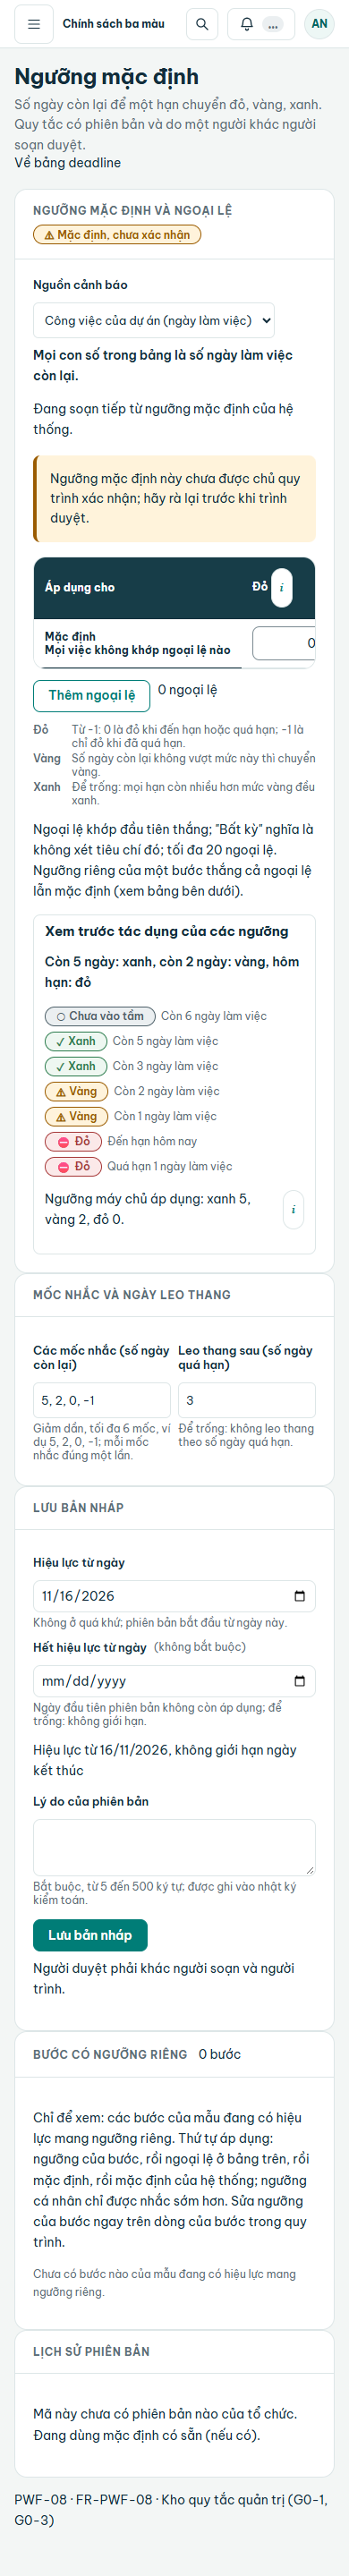 Chính sách ba màu
...
AN
Ngưỡng mặc định
Số ngày còn lại để một hạn chuyển đỏ, vàng, xanh.
Quy tắc có phiên bản và do một người khác người
soạn duyệt.
Về bảng deadline
NGƯỠNG MẶC ĐỊNH VÀ NGOẠI LỆ
⚠ Mặc định, chưa xác nhận
Nguồn cảnh báo
Công việc của dự án (ngày làm việc)
Mọi con số trong bảng là số ngày làm việc
còn lại.
Đang soạn tiếp từ ngưỡng mặc định của hệ
thống.
Ngưỡng mặc định này chưa được chủ quy
trình xác nhận; hãy rà lại trước khi trình
duyệt.
Áp dụng cho
Đỏ i
Mặc định
Mọi việc không khớp ngoại lệ nào
0
Thêm ngoại lệ
0 ngoại lệ
Đỏ Từ -1: 0 là đỏ khi đến hạn hoặc quá hạn; -1 là
chỉ đỏ khi đã quá hạn.
Vàng Số ngày còn lại không vượt mức này thì chuyển
vàng.
Xanh Để trống: mọi hạn còn nhiều hơn mức vàng đều
xanh.
Ngoại lệ khớp đầu tiên thắng; "Bất kỳ" nghĩa là
không xét tiêu chí đó; tối đa 20 ngoại lệ.
Ngưỡng riêng của một bước thắng cả ngoại lệ
lẫn mặc định (xem bảng bên dưới).
Xem trước tác dụng của các ngưỡng
Còn 5 ngày: xanh, còn 2 ngày: vàng, hôm
hạn: đỏ
○ Chưa vào tầm Còn 6 ngày làm việc
✓ Xanh Còn 5 ngày làm việc
✓ Xanh Còn 3 ngày làm việc
⚠ Vàng Còn 2 ngày làm việc
⚠ Vàng Còn 1 ngày làm việc
⛔ Đỏ Đến hạn hôm nay
⛔ Đỏ Quá hạn 1 ngày làm việc
Ngưỡng máy chủ áp dụng: xanh 5,
vàng 2, đỏ 0.
i
MỐC NHẮC VÀ NGÀY LEO THANG
Các mốc nhắc (số ngày
còn lại)
5, 2, 0, -1
Giảm dần, tối đa 6 mốc, ví
dụ 5, 2, 0, -1; mỗi mốc
nhắc đúng một lần.
Leo thang sau (số ngày
quá hạn)
3
Để trống: không leo thang
theo số ngày quá hạn.
LƯU BẢN NHÁP
Hiệu lực từ ngày
11/16/2026
Không ở quá khứ; phiên bản bắt đầu từ ngày này.
Hết hiệu lực từ ngày (không bắt buộc)
mm/dd/yyyy
Ngày đầu tiên phiên bản không còn áp dụng; để
trống: không giới hạn.
Hiệu lực từ 16/11/2026, không giới hạn ngày
kết thúc
Lý do của phiên bản
Bắt buộc, từ 5 đến 500 ký tự; được ghi vào nhật ký
kiểm toán.
Lưu bản nháp
Người duyệt phải khác người soạn và người
trình.
BƯỚC CÓ NGƯỠNG RIÊNG 0 bước
Chỉ để xem: các bước của mẫu đang có hiệu
lực mang ngưỡng riêng. Thứ tự áp dụng:
ngưỡng của bước, rồi ngoại lệ ở bảng trên, rồi
mặc định, rồi mặc định của hệ thống; ngưỡng
cá nhân chỉ được nhắc sớm hơn. Sửa ngưỡng
của bước ngay trên dòng của bước trong quy
trình.
Chưa có bước nào của mẫu đang có hiệu lực mang
ngưỡng riêng.
LỊCH SỬ PHIÊN BẢN
Mã này chưa có phiên bản nào của tổ chức.
Đang dùng mặc định có sẵn (nếu có).
PWF-08 · FR-PWF-08 · Kho quy tắc quản trị (G0-1,
G0-3)